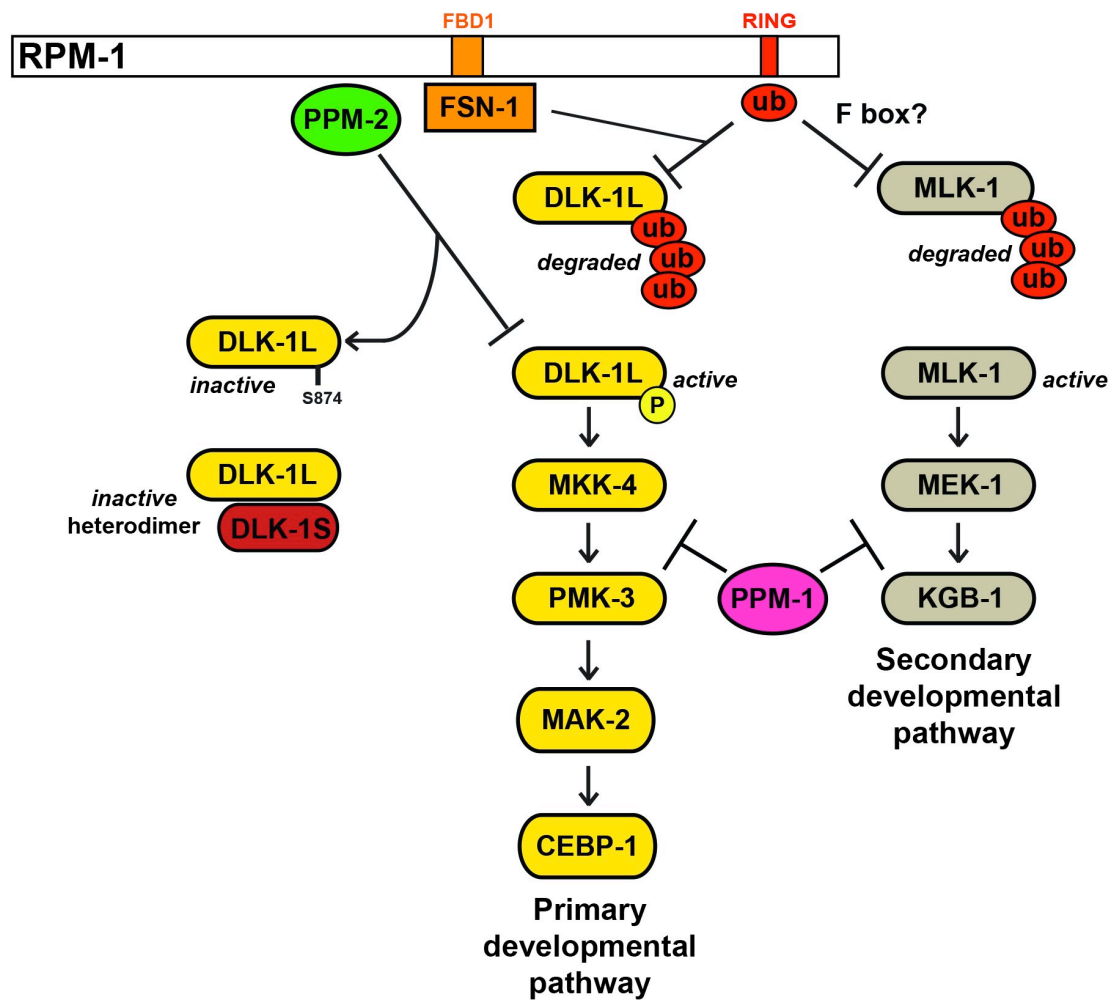 FBD1
RING
RPM-1
PPM-2
FSN-1
ub
F box?
DLK-1L
ub
ub
ub
degraded
MLK-1
ub
ub
ub
degraded
DLK-1L
inactive
S874
DLK-1L
active
P
MLK-1
active
DLK-1L
inactive
heterodimer
DLK-1S
MKK-4
MEK-1
PMK-3
PPM-1
KGB-1
Secondary
developmental
pathway
MAK-2
CEBP-1
Primary
developmental
pathway